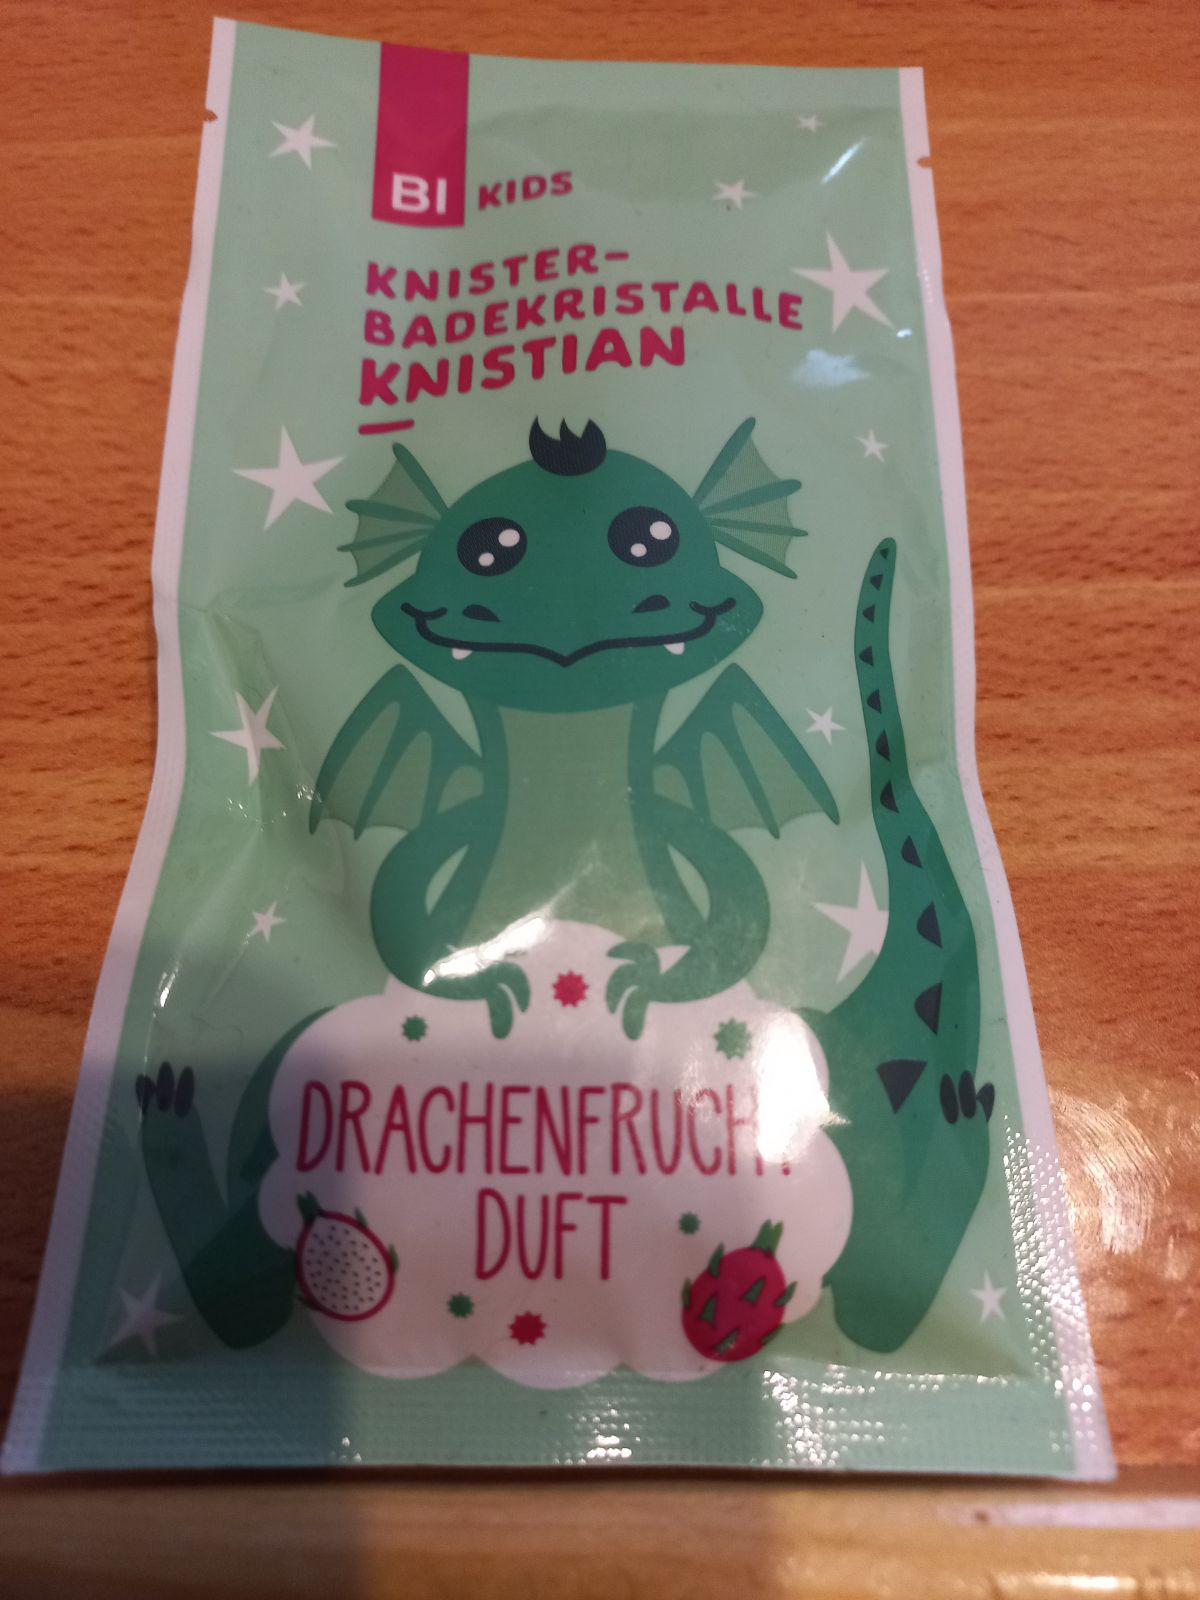 BI KIDS
KNISTER-
BADEKRISTALLE
KNISTIAN
DRACHENFRUCHT
DUFT